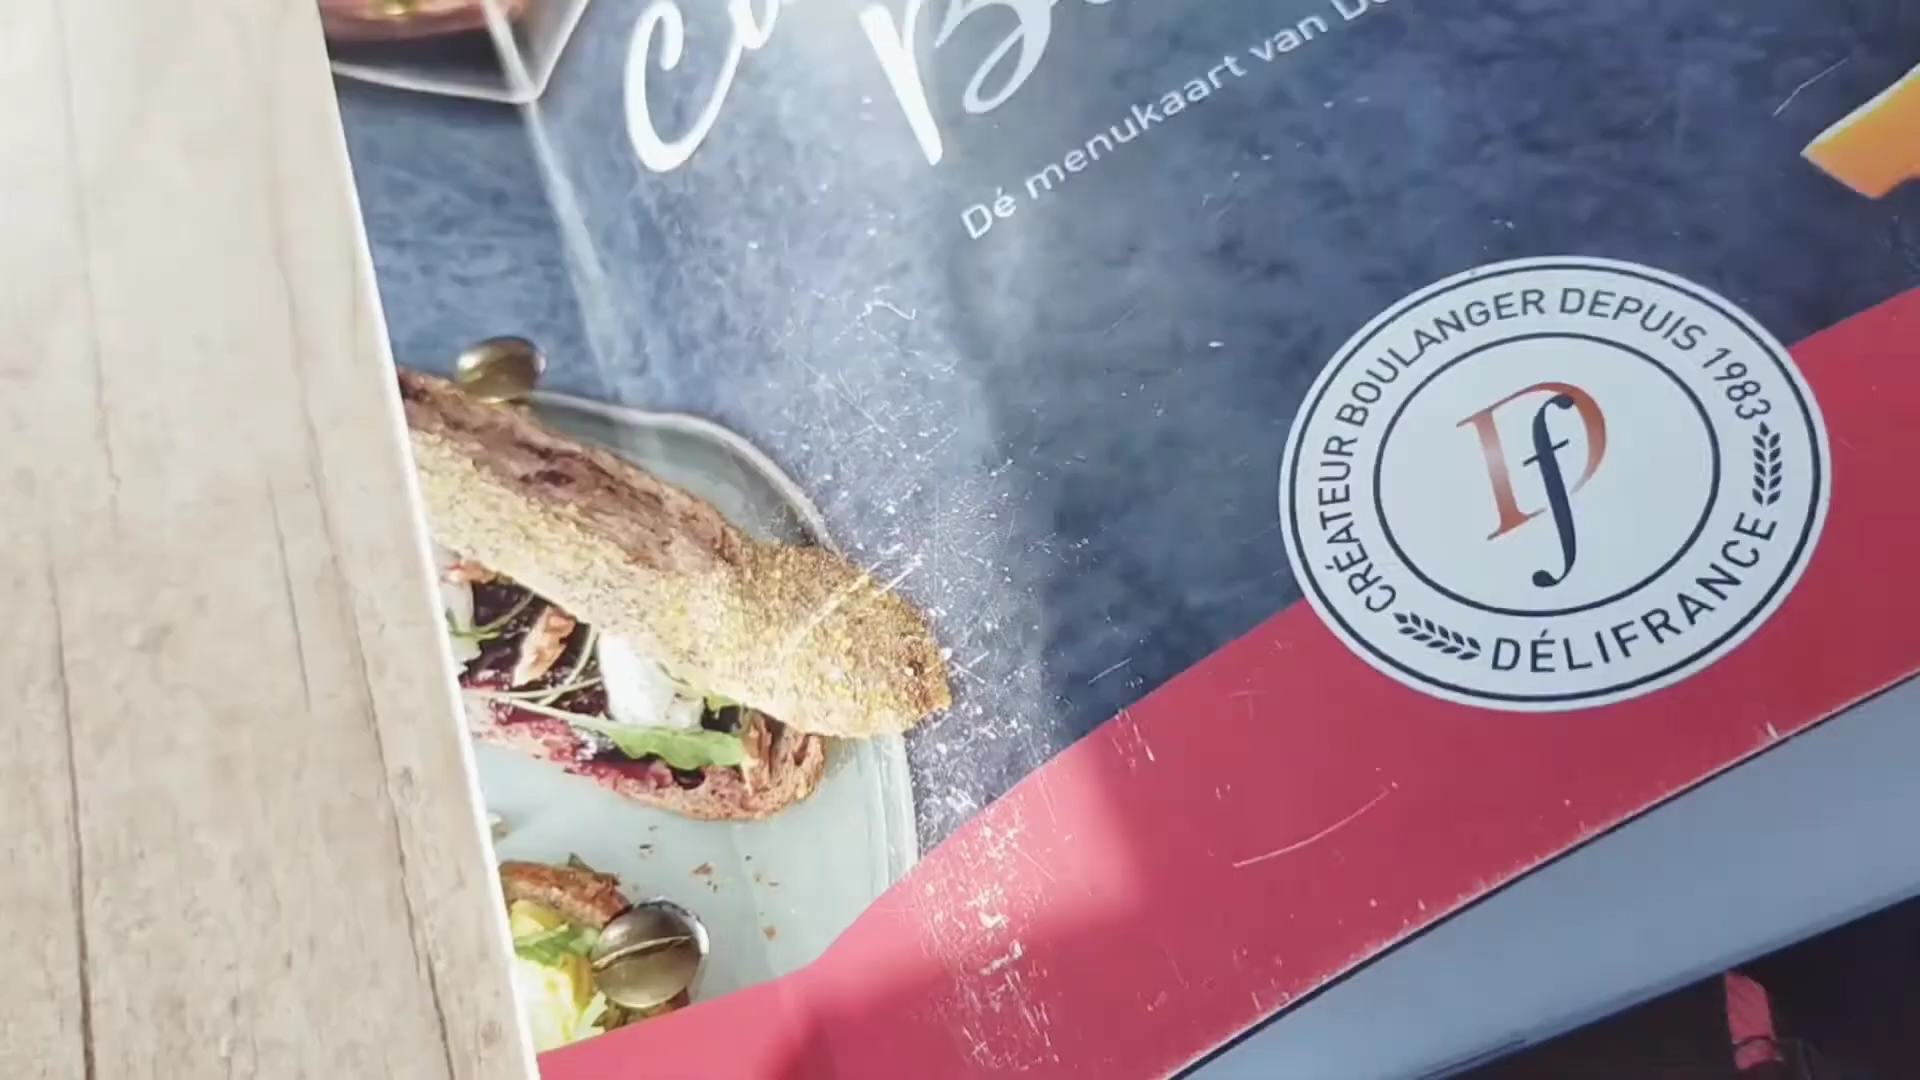 Dé menukaart van
CRÉATEUR BOULANGER DEPUIS 1983
Df
DÉLIFRANCE